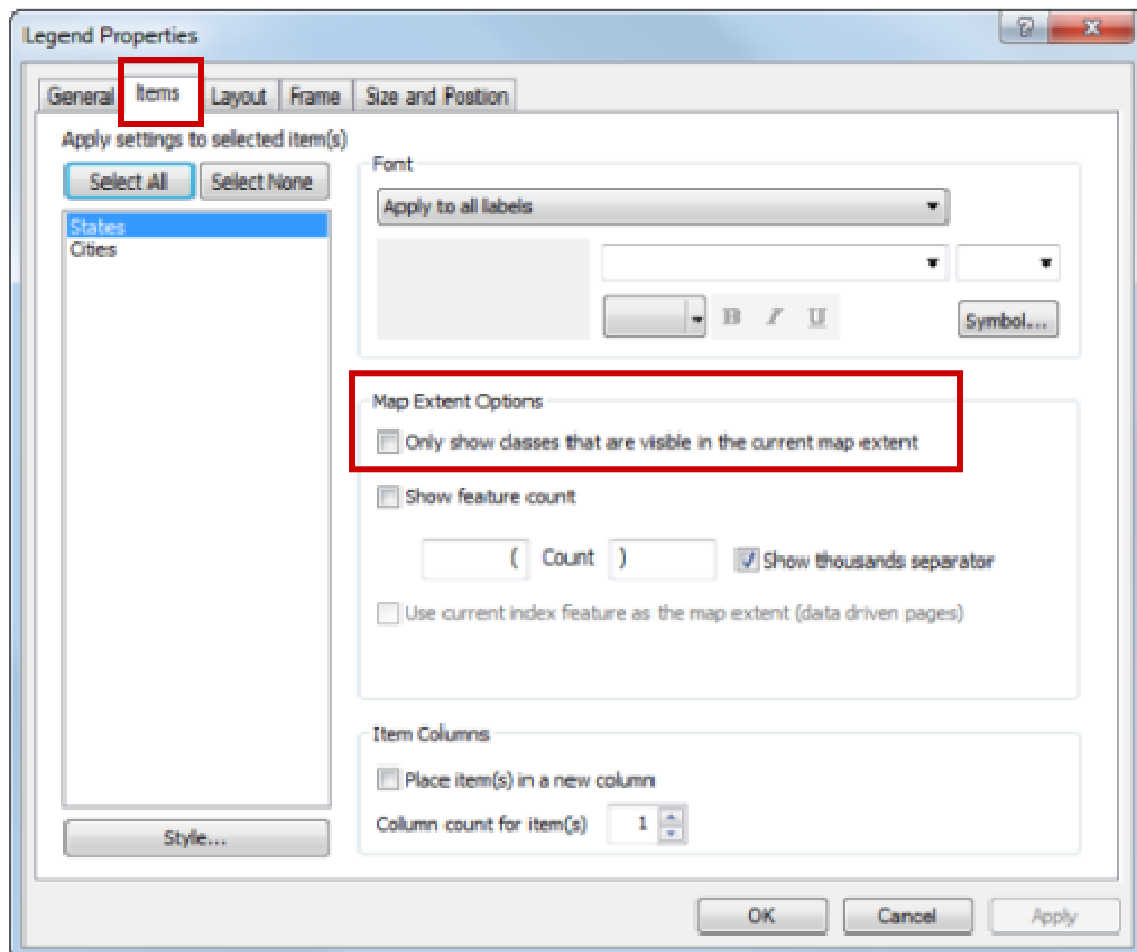 Legend Properties
General Items Layout Frame Size and Position
Apply settings to selected item(s)
Select All Select None
States
Cities
Style...
Font
Apply to all labels
B I U Symbol...
Map Extent Options
Only show classes that are visible in the current map extent
Show feature count
( Count ) Show thousands separator
Use current index feature as the map extent (data driven pages)
Item Columns
Place item(s) in a new column
Column count for item(s) 1
OK Cancel Apply